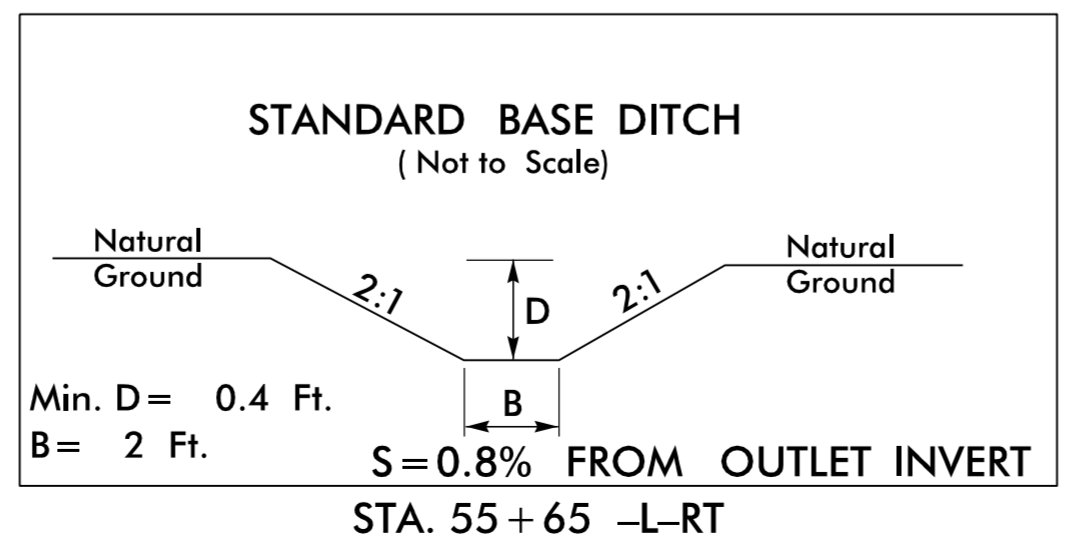 STANDARD BASE DITCH
( Not to Scale)
Natural
Ground
2:1
D
2:1
Natural
Ground
Min. D= 0.4 Ft.
B
B= 2 Ft.
S=0.8% FROM OUTLET INVERT
STA. 55+65 –L–RT